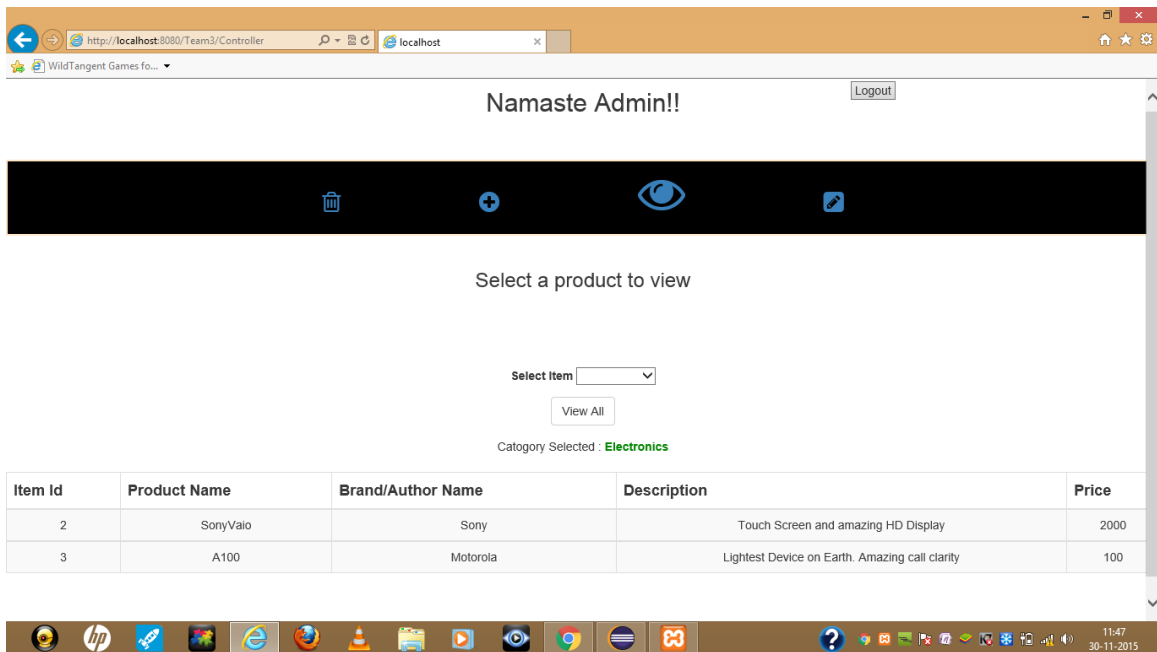 http://localhost:8080/Team3/Controller
localhost
WildTangent Games fo...
Namaste Admin!!
Logout
Select a product to view
Select Item
View All
Catogory Selected : Electronics
Item Id Product Name Brand/Author Name Description Price
2 SonyVaio Sony Touch Screen and amazing HD Display 2000
3 A100 Motorola Lightest Device on Earth. Amazing call clarity 100
hp
11:47
30-11-2015